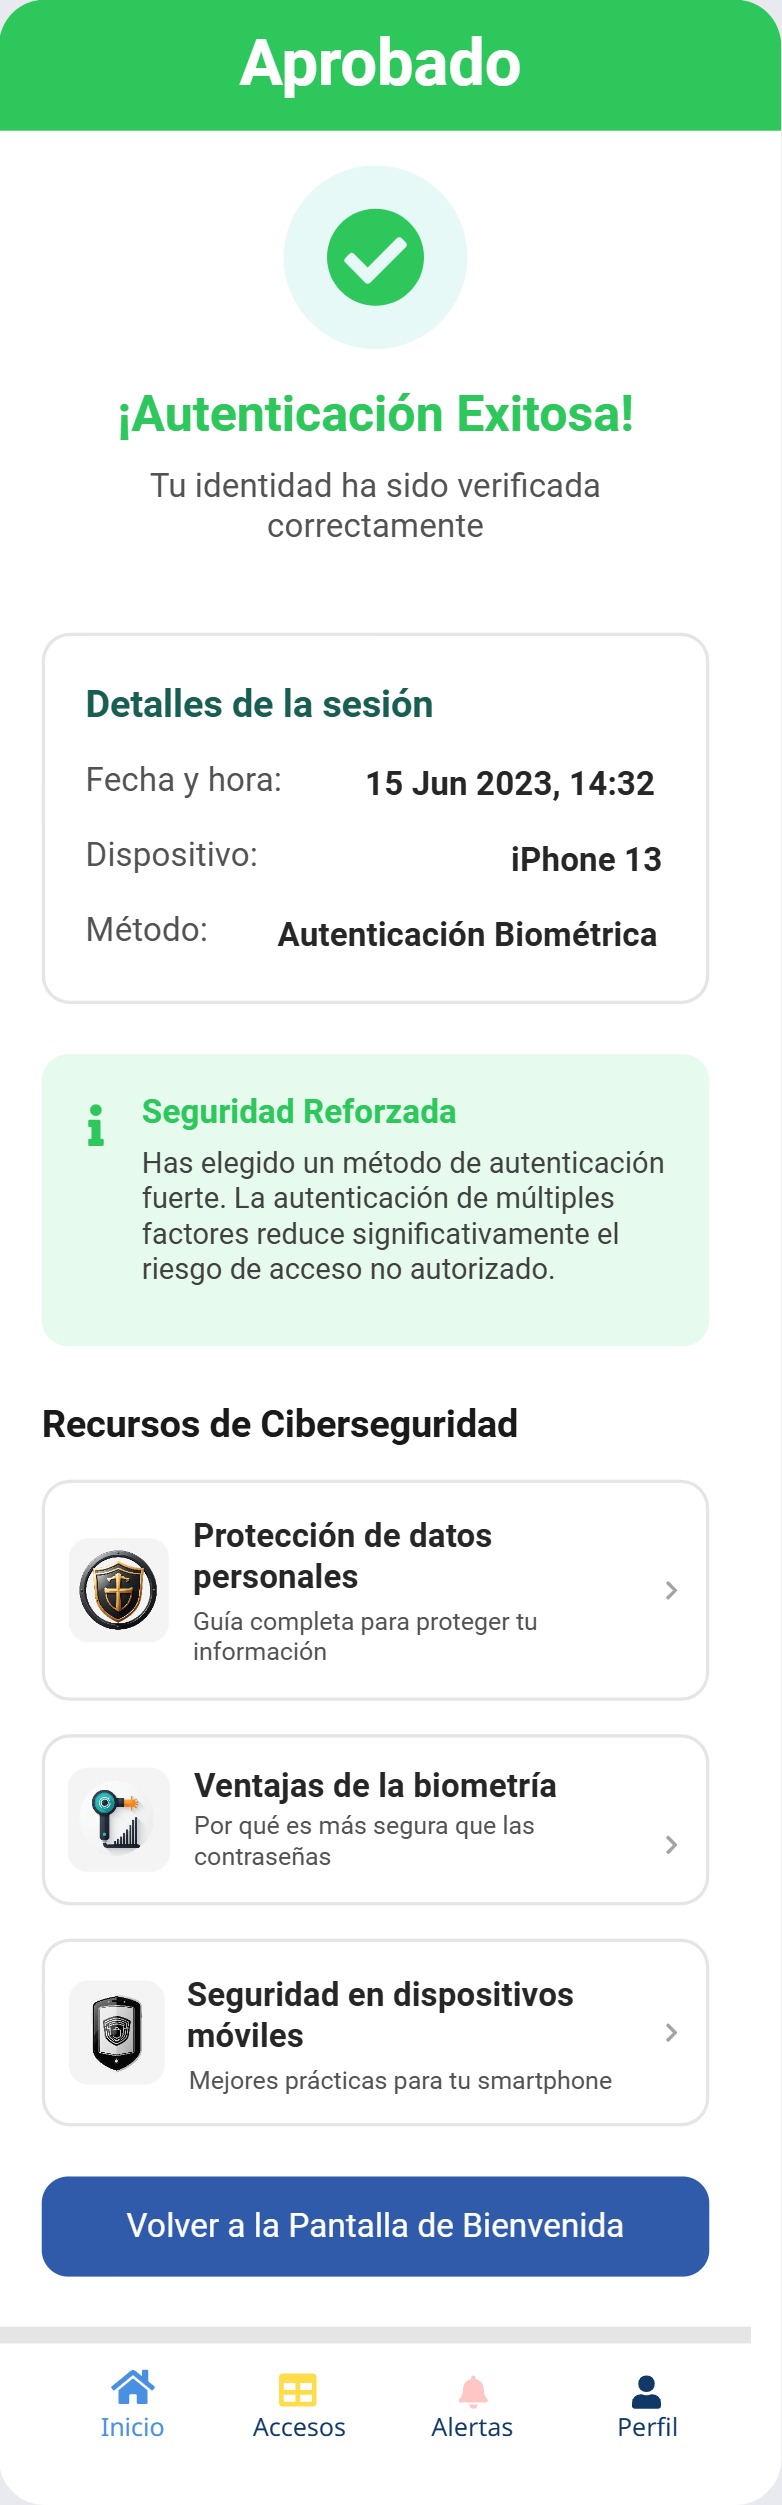 Aprobado
¡Autenticación Exitosa!
Tu identidad ha sido verificada
correctamente
Detalles de la sesión
Fecha y hora: 15 Jun 2023, 14:32
Dispositivo: iPhone 13
Método: Autenticación Biométrica
Seguridad Reforzada
Has elegido un método de autenticación
fuerte. La autenticación de múltiples
factores reduce significativamente el
riesgo de acceso no autorizado.
Recursos de Ciberseguridad
Protección de datos
personales
Guía completa para proteger tu
información
Ventajas de la biometría
Por qué es más segura que las
contraseñas
Seguridad en dispositivos
móviles
Mejores prácticas para tu smartphone
Volver a la Pantalla de Bienvenida
Inicio Accesos Alertas Perfil